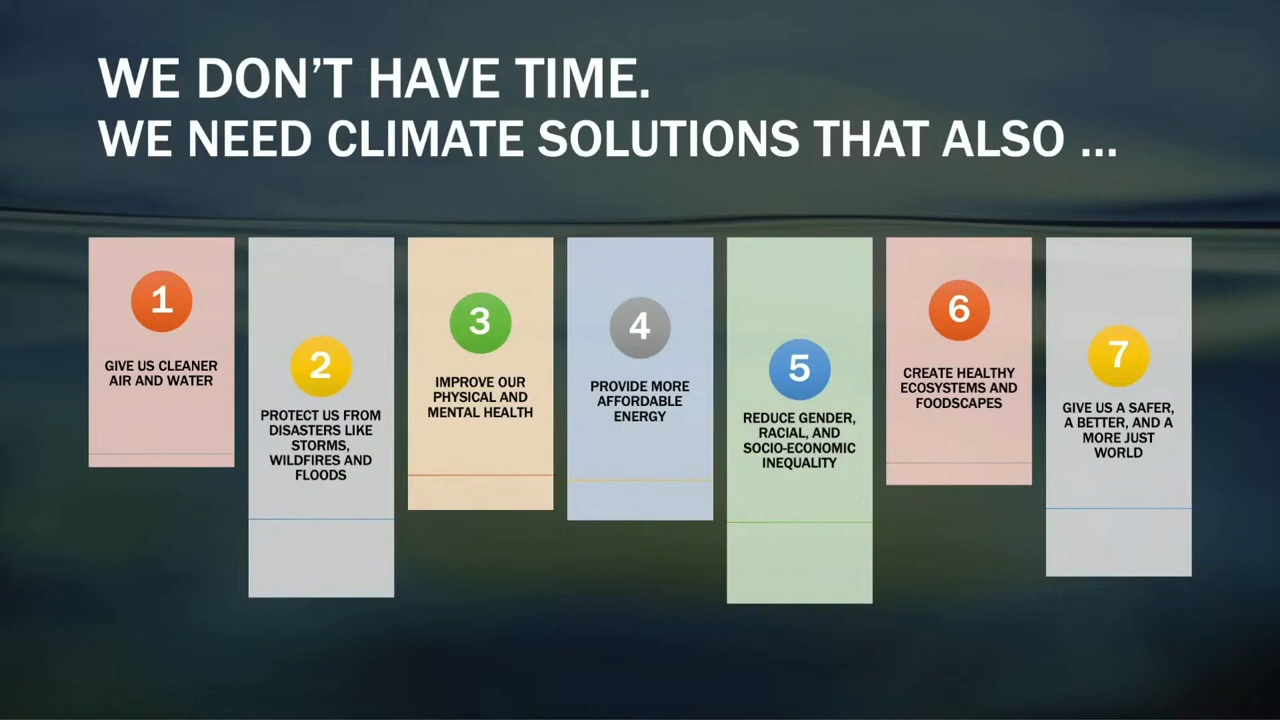 WE DON’T HAVE TIME.
WE NEED CLIMATE SOLUTIONS THAT ALSO ...
1
GIVE US CLEANER
AIR AND WATER
2
PROTECT US FROM
DISASTERS LIKE
STORMS,
WILDFIRES AND
FLOODS
3
IMPROVE OUR
PHYSICAL AND
MENTAL HEALTH
4
PROVIDE MORE
AFFORDABLE
ENERGY
5
REDUCE GENDER,
RACIAL, AND
SOCIO-ECONOMIC
INEQUALITY
6
CREATE HEALTHY
ECOSYSTEMS AND
FOODSCAPES
7
GIVE US A SAFER,
A BETTER, AND A
MORE JUST
WORLD